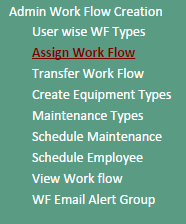 Admin Work Flow Creation
User wise WF Types
Assign Work Flow
Transfer Work Flow
Create Equipment Types
Maintenance Types
Schedule Maintenance
Schedule Employee
View Work flow
WF Email Alert Group